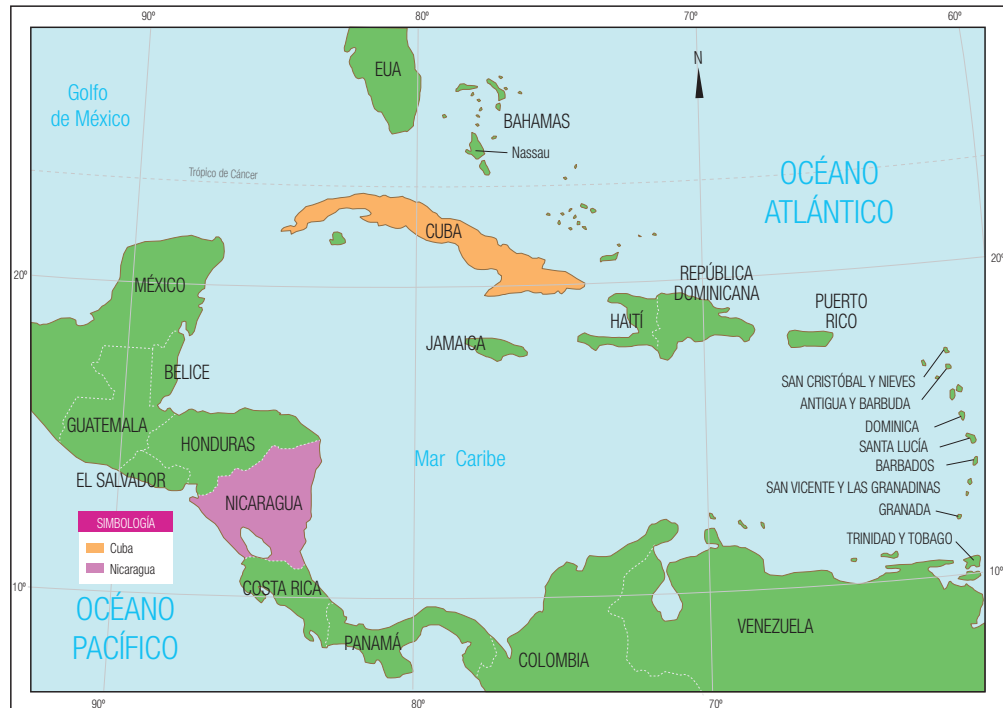 90º
80º
70º
60º
EUA
N
Golfo
de México
BAHAMAS
Nassau
Trópico de Cáncer
OCÉANO
ATLÁNTICO
CUBA
20º
20º
MÉXICO
REPÚBLICA
DOMINICANA
PUERTO
RICO
HAITÍ
JAMAICA
BELICE
SAN CRISTÓBAL Y NIEVES
ANTIGUA Y BARBUDA
GUATEMALA
DOMINICA
HONDURAS
SANTA LUCÍA
Mar Caribe
BARBADOS
EL SALVADOR
SAN VICENTE Y LAS GRANADINAS
NICARAGUA
GRANADA
SIMBOLOGÍA
Cuba
Nicaragua
TRINIDAD Y TOBAGO
10º
10º
COSTA RICA
OCÉANO
PACÍFICO
PANAMÁ
VENEZUELA
COLOMBIA
90º
80º
70º